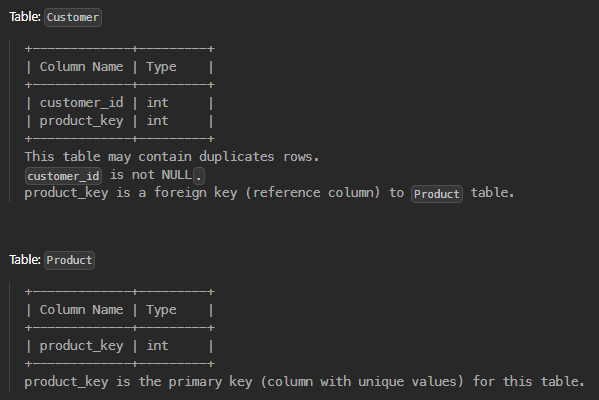 Table: Customer
+-------------+---------+
| Column Name | Type    |
+-------------+---------+
| customer_id | int     |
| product_key | int     |
+-------------+---------+
This table may contain duplicates rows.
customer_id is not NULL.
product_key is a foreign key (reference column) to Product table.
Table: Product
+-------------+---------+
| Column Name | Type    |
+-------------+---------+
| product_key | int     |
+-------------+---------+
product_key is the primary key (column with unique values) for this table.